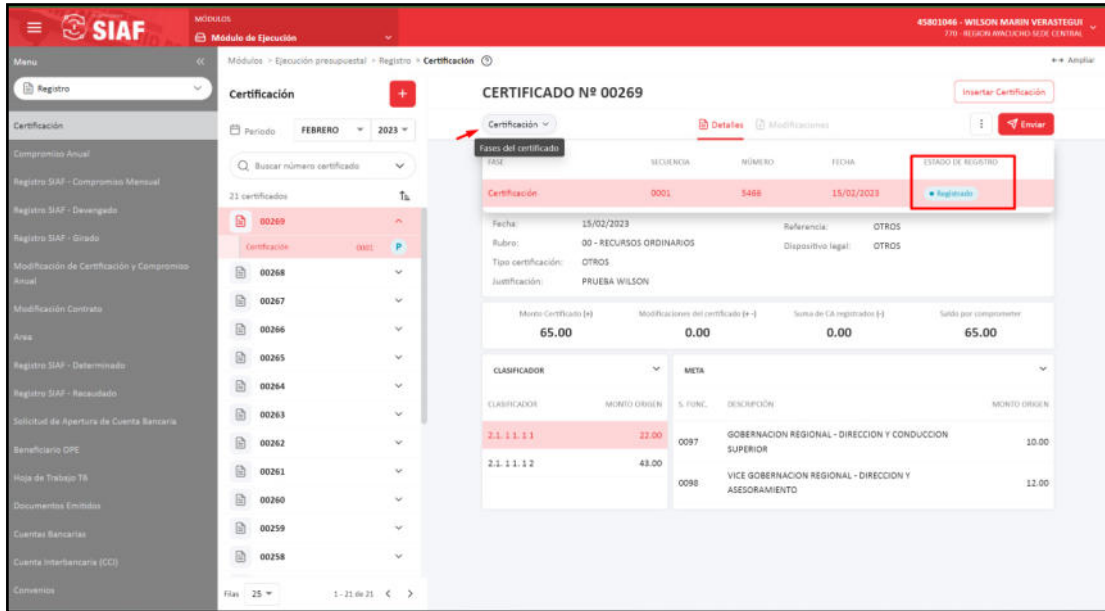 SIAF
MÓDULOS
Módulo de Ejecución
45801046 - WILSON MARIN VERASTEGUI
770 - REGION AYACUCHO SEDE CENTRAL
Menu
Registro
Certificación
Compromiso Anual
Registro SIAF - Compromiso Mensual
Registro SIAF - Devengado
Registro SIAF - Girado
Modificación de Certificación y Compromiso
Anual
Modificación Contrato
Area
Registro SIAF - Determinado
Registro SIAF - Recaudado
Solicitud de Apertura de Cuenta Bancaria
Beneficiario OPE
Hoja de Trabajo TR
Documentos Emitidos
Cuentas Bancarias
Cuenta Interbancaria (CCI)
Convenios
Módulos > Ejecución presupuestal > Registro > Certificación
Ampliar
Certificación
+
Periodo FEBRERO 2023
Buscar número certificado
21 certificados
00269
Certificación 0001 P
00268
00267
00266
00265
00264
00263
00262
00261
00260
00259
00258
Filas 25 1 - 21 de 21
CERTIFICADO Nº 00269
Insertar Certificación
Certificación
Detalles
Modificaciones
Enviar
Fases del certificado
FASE SECUENCIA NÚMERO FECHA ESTADO DE REGISTRO
Certificación 0001 5466 15/02/2023 Registrado
Fecha: 15/02/2023 Referencia: OTROS
Rubro: 00 - RECURSOS ORDINARIOS Dispositivo legal: OTROS
Tipo certificación: OTROS
Justificación: PRUEBA WILSON
Monto Certificado (+) Modificaciones del certificado (+ -) Suma de CA registrados (-) Saldo por comprometer
65.00 0.00 0.00 65.00
CLASIFICADOR META
CLASIFICADOR MONTO ORIGEN S. FUNC. DESCRIPCIÓN MONTO ORIGEN
2.1. 1 1. 1 1 22.00
2.1. 1 1. 1 2 43.00
0097 GOBERNACION REGIONAL - DIRECCION Y CONDUCCION
SUPERIOR 10.00
0098 VICE GOBERNACION REGIONAL - DIRECCION Y
ASESORAMIENTO 12.00